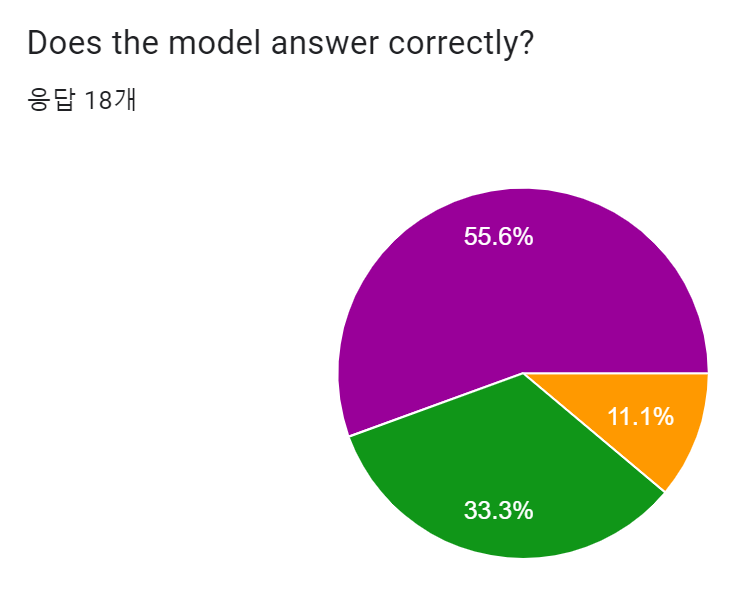 Does the model answer correctly?
응답 18개
55.6%
11.1%
33.3%